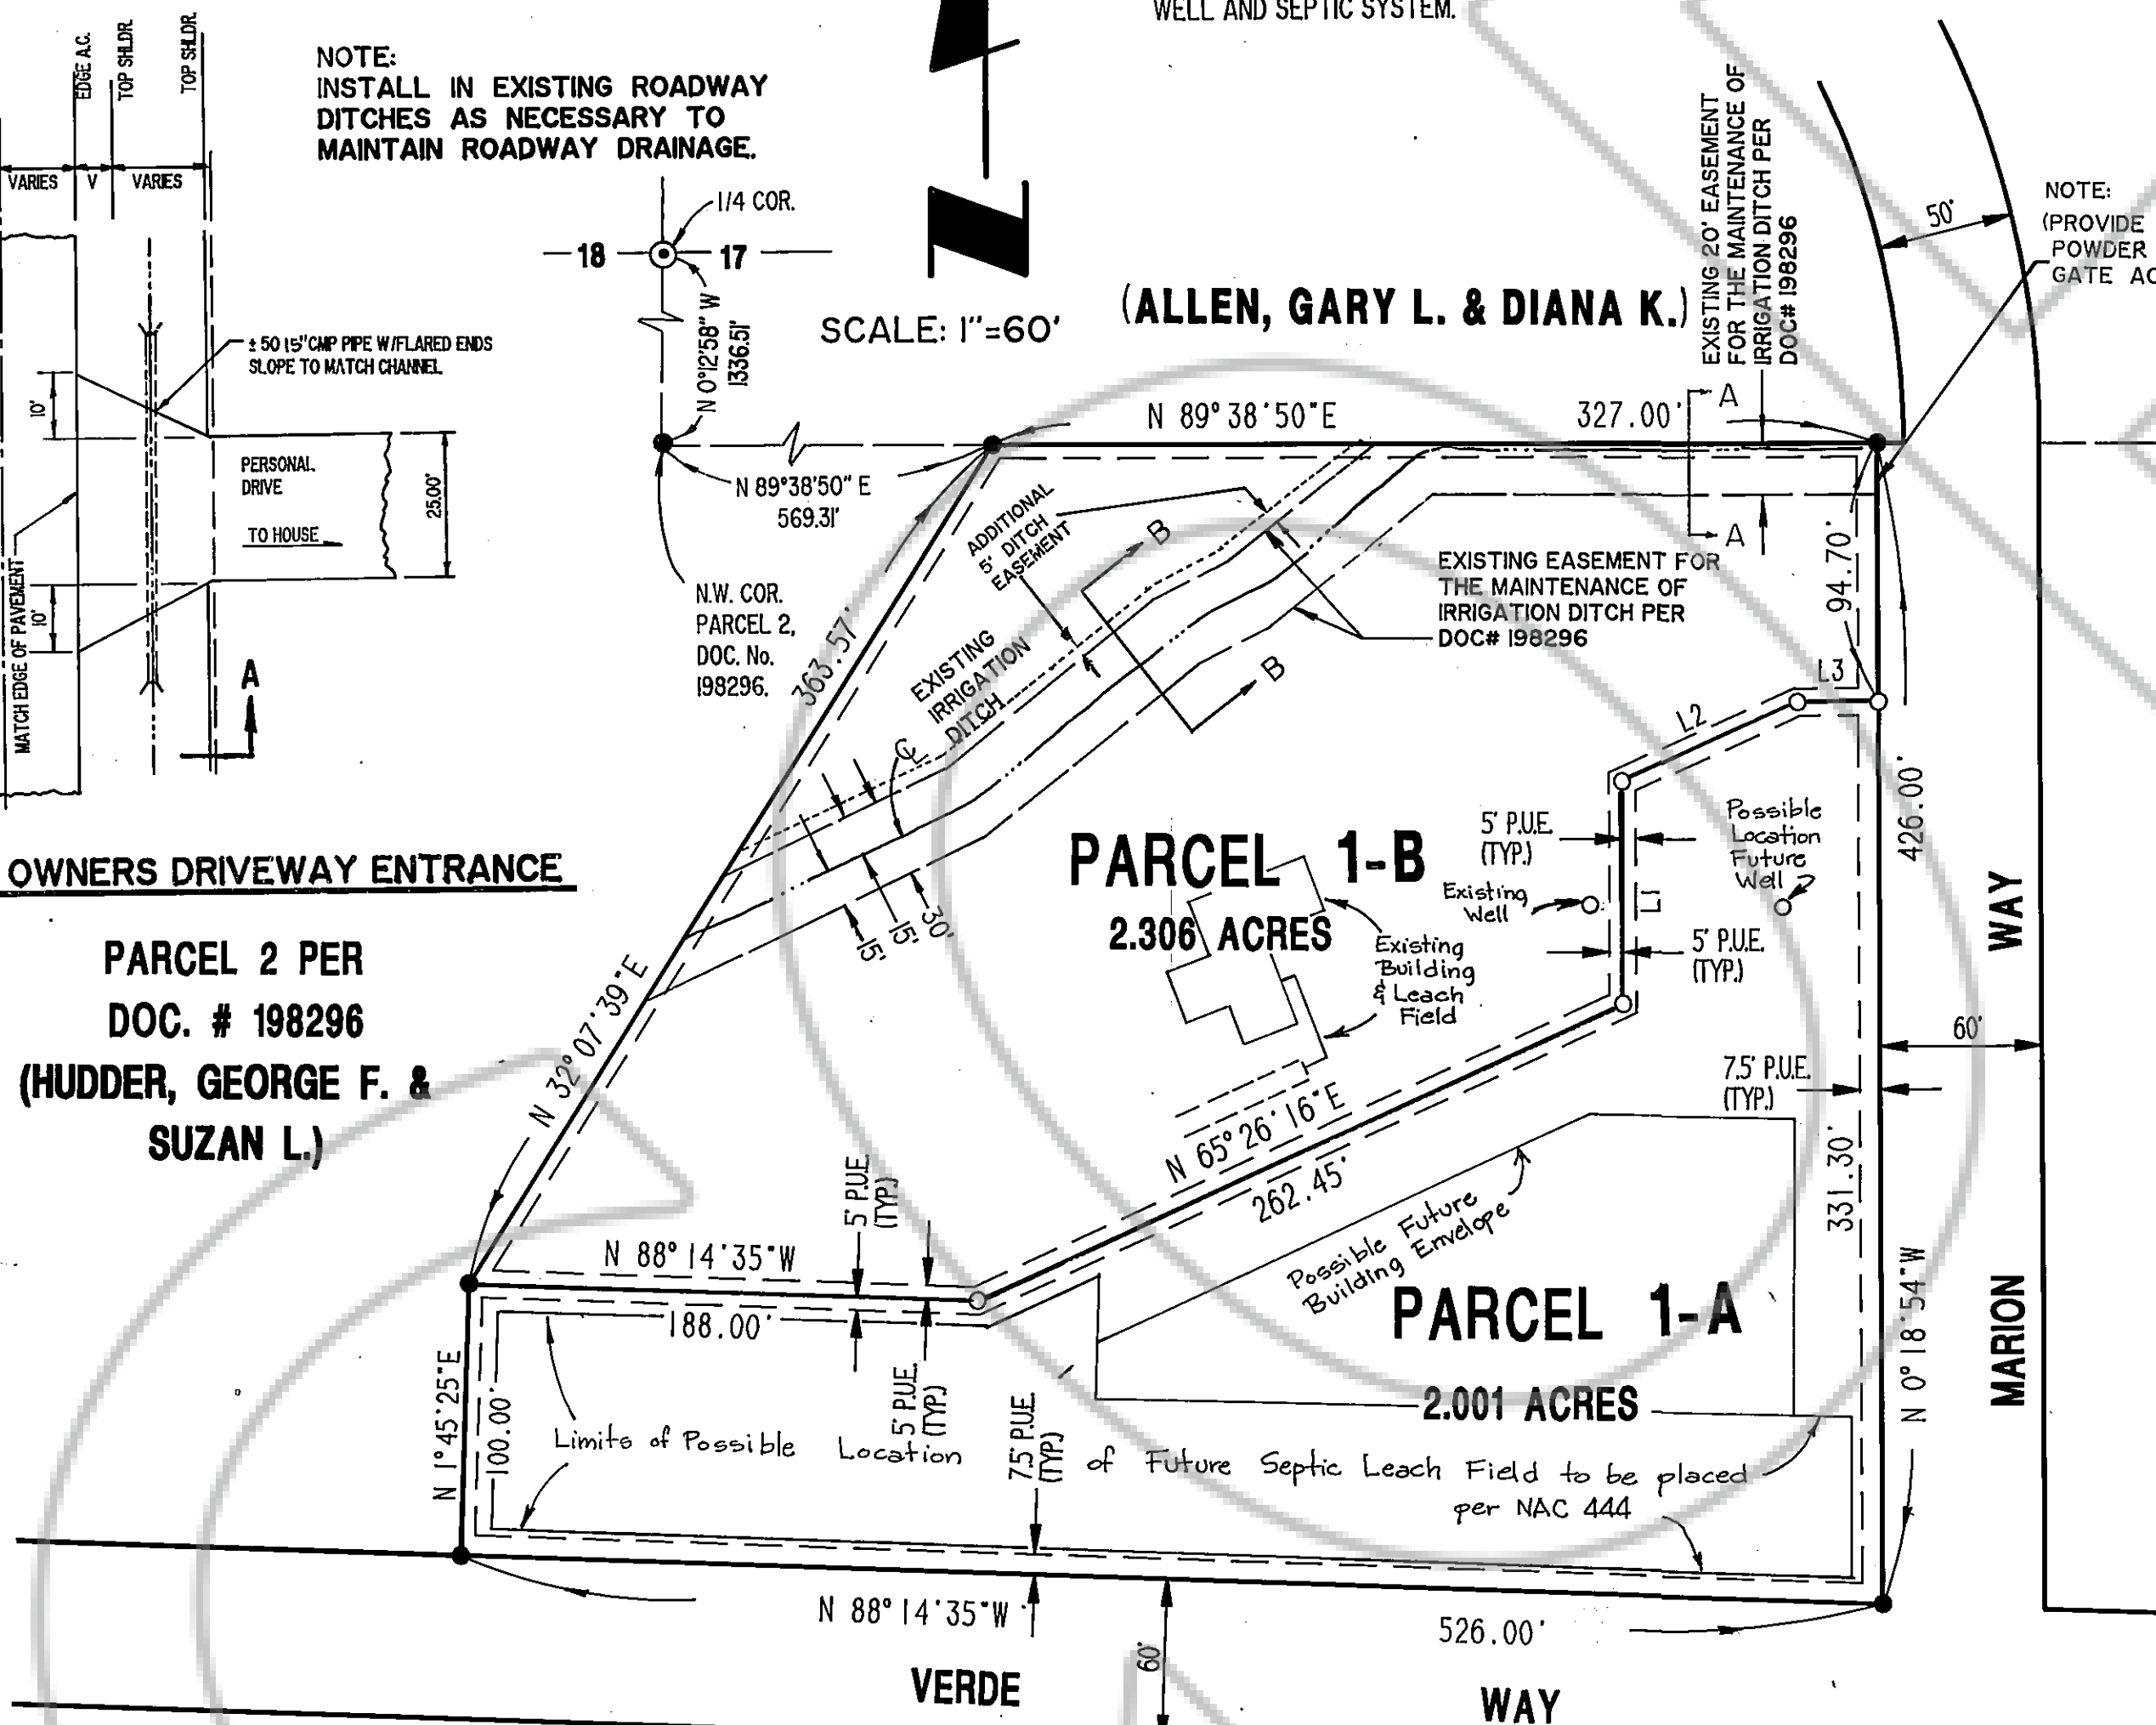 WELL AND SEPTIC SYSTEM.
EDGE A.C.
TOP SHLDR.
TOP SHLDR.
VARIES
V
VARIES
NOTE:
INSTALL IN EXISTING ROADWAY
DITCHES AS NECESSARY TO
MAINTAIN ROADWAY DRAINAGE.
1/4 COR.
18
17
N 0°12'58" W
1336.51'
SCALE: 1"=60'
(ALLEN, GARY L. & DIANA K.)
EXISTING 20' EASEMENT
FOR THE MAINTENANCE OF
IRRIGATION DITCH PER
DOC# 198296
50'
NOTE:
(PROVIDE
POWDER
GATE AC
± 50 15"CMP PIPE W/FLARED ENDS
SLOPE TO MATCH CHANNEL
10'
PERSONAL
DRIVE
TO HOUSE
25.00'
10'
MATCH EDGE OF PAVEMENT
A
OWNERS DRIVEWAY ENTRANCE
N 89°38'50" E
569.31'
N.W. COR.
PARCEL 2,
DOC. No.
198296.
N 89°38'50"E
327.00'
A
A
ADDITIONAL
5' DITCH
EASEMENT
B
B
EXISTING EASEMENT FOR
THE MAINTENANCE OF
IRRIGATION DITCH PER
DOC# 198296
94.70'
L3
L2
363.57'
EXISTING
IRRIGATION
DITCH
℄
15'
15'
30'
PARCEL 1-B
2.306 ACRES
5' P.U.E.
(TYP.)
Existing
Well
Possible
Location
Future
Well
5' P.U.E.
(TYP.)
Existing
Building
& Leach
Field
426.00'
MARION WAY
60'
7.5' P.U.E.
(TYP.)
331.30'
N 0°18'54"W
PARCEL 2 PER
DOC. # 198296
(HUDDER, GEORGE F. &
SUZAN L.)
N 32°07'39"E
N 65°26'16"E
262.45'
Possible Future
Building Envelope
5' P.U.E.
(TYP.)
N 88°14'35"W
188.00'
5' P.U.E.
(TYP.)
PARCEL 1-A
2.001 ACRES
N 1°45'25"E
100.00'
Limits of Possible Location of Future Septic Leach Field to be placed
per NAC 444
7.5' P.U.E.
(TYP.)
N 88°14'35"W
526.00'
60'
VERDE WAY